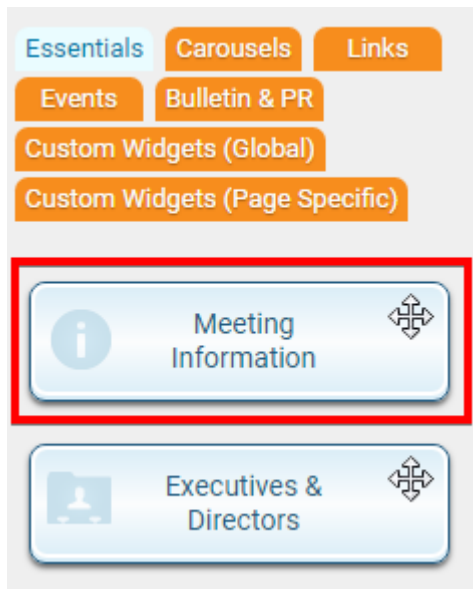 Essentials Carousels Links
Events Bulletin & PR
Custom Widgets (Global)
Custom Widgets (Page Specific)
Meeting
Information
Executives &
Directors